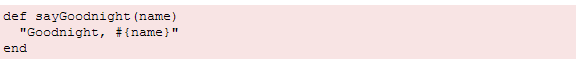 def sayGoodnight(name)
  "Goodnight, #{name}"
end